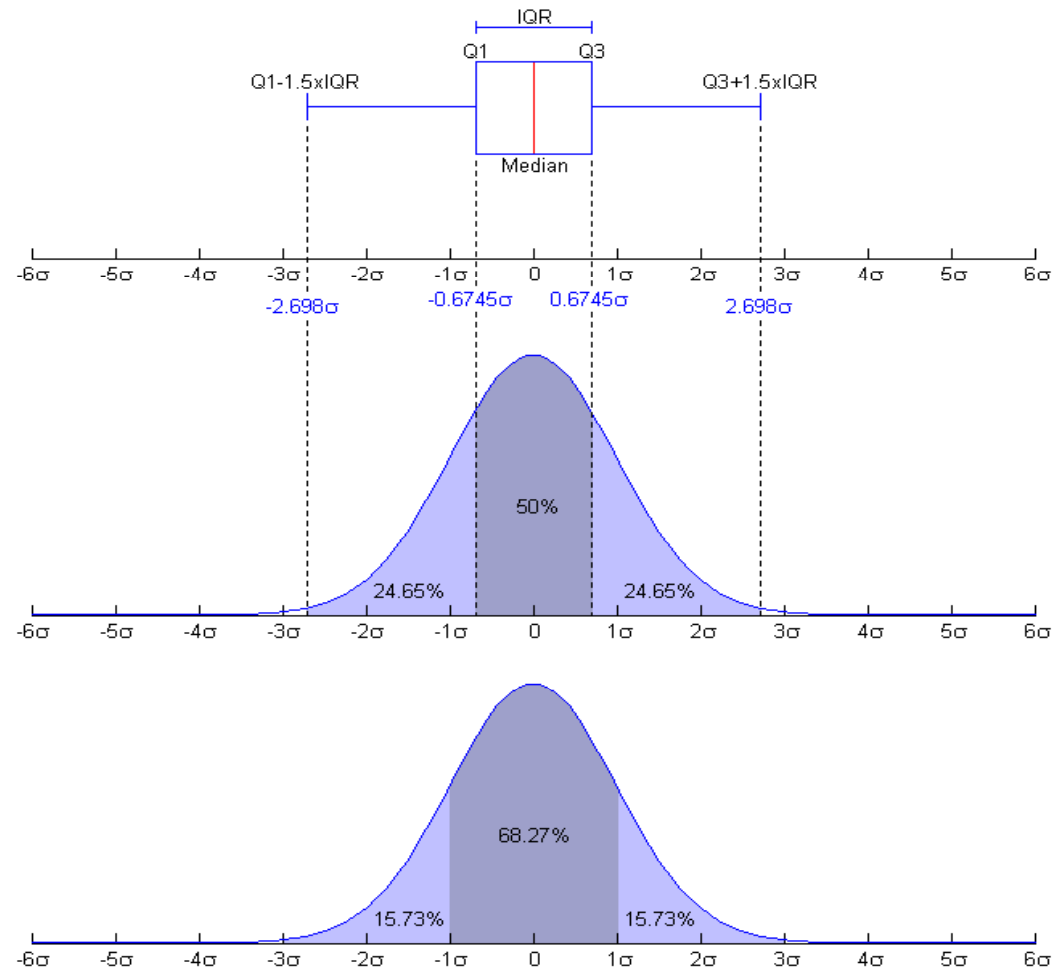 IQR
Q1 Q3
Q1-1.5xIQR Q3+1.5xIQR
Median
-6σ -5σ -4σ -3σ -2σ -1σ 0 1σ 2σ 3σ 4σ 5σ 6σ
-2.698σ -0.6745σ 0.6745σ 2.698σ
50%
24.65% 24.65%
-6σ -5σ -4σ -3σ -2σ -1σ 0 1σ 2σ 3σ 4σ 5σ 6σ
68.27%
15.73% 15.73%
-6σ -5σ -4σ -3σ -2σ -1σ 0 1σ 2σ 3σ 4σ 5σ 6σ